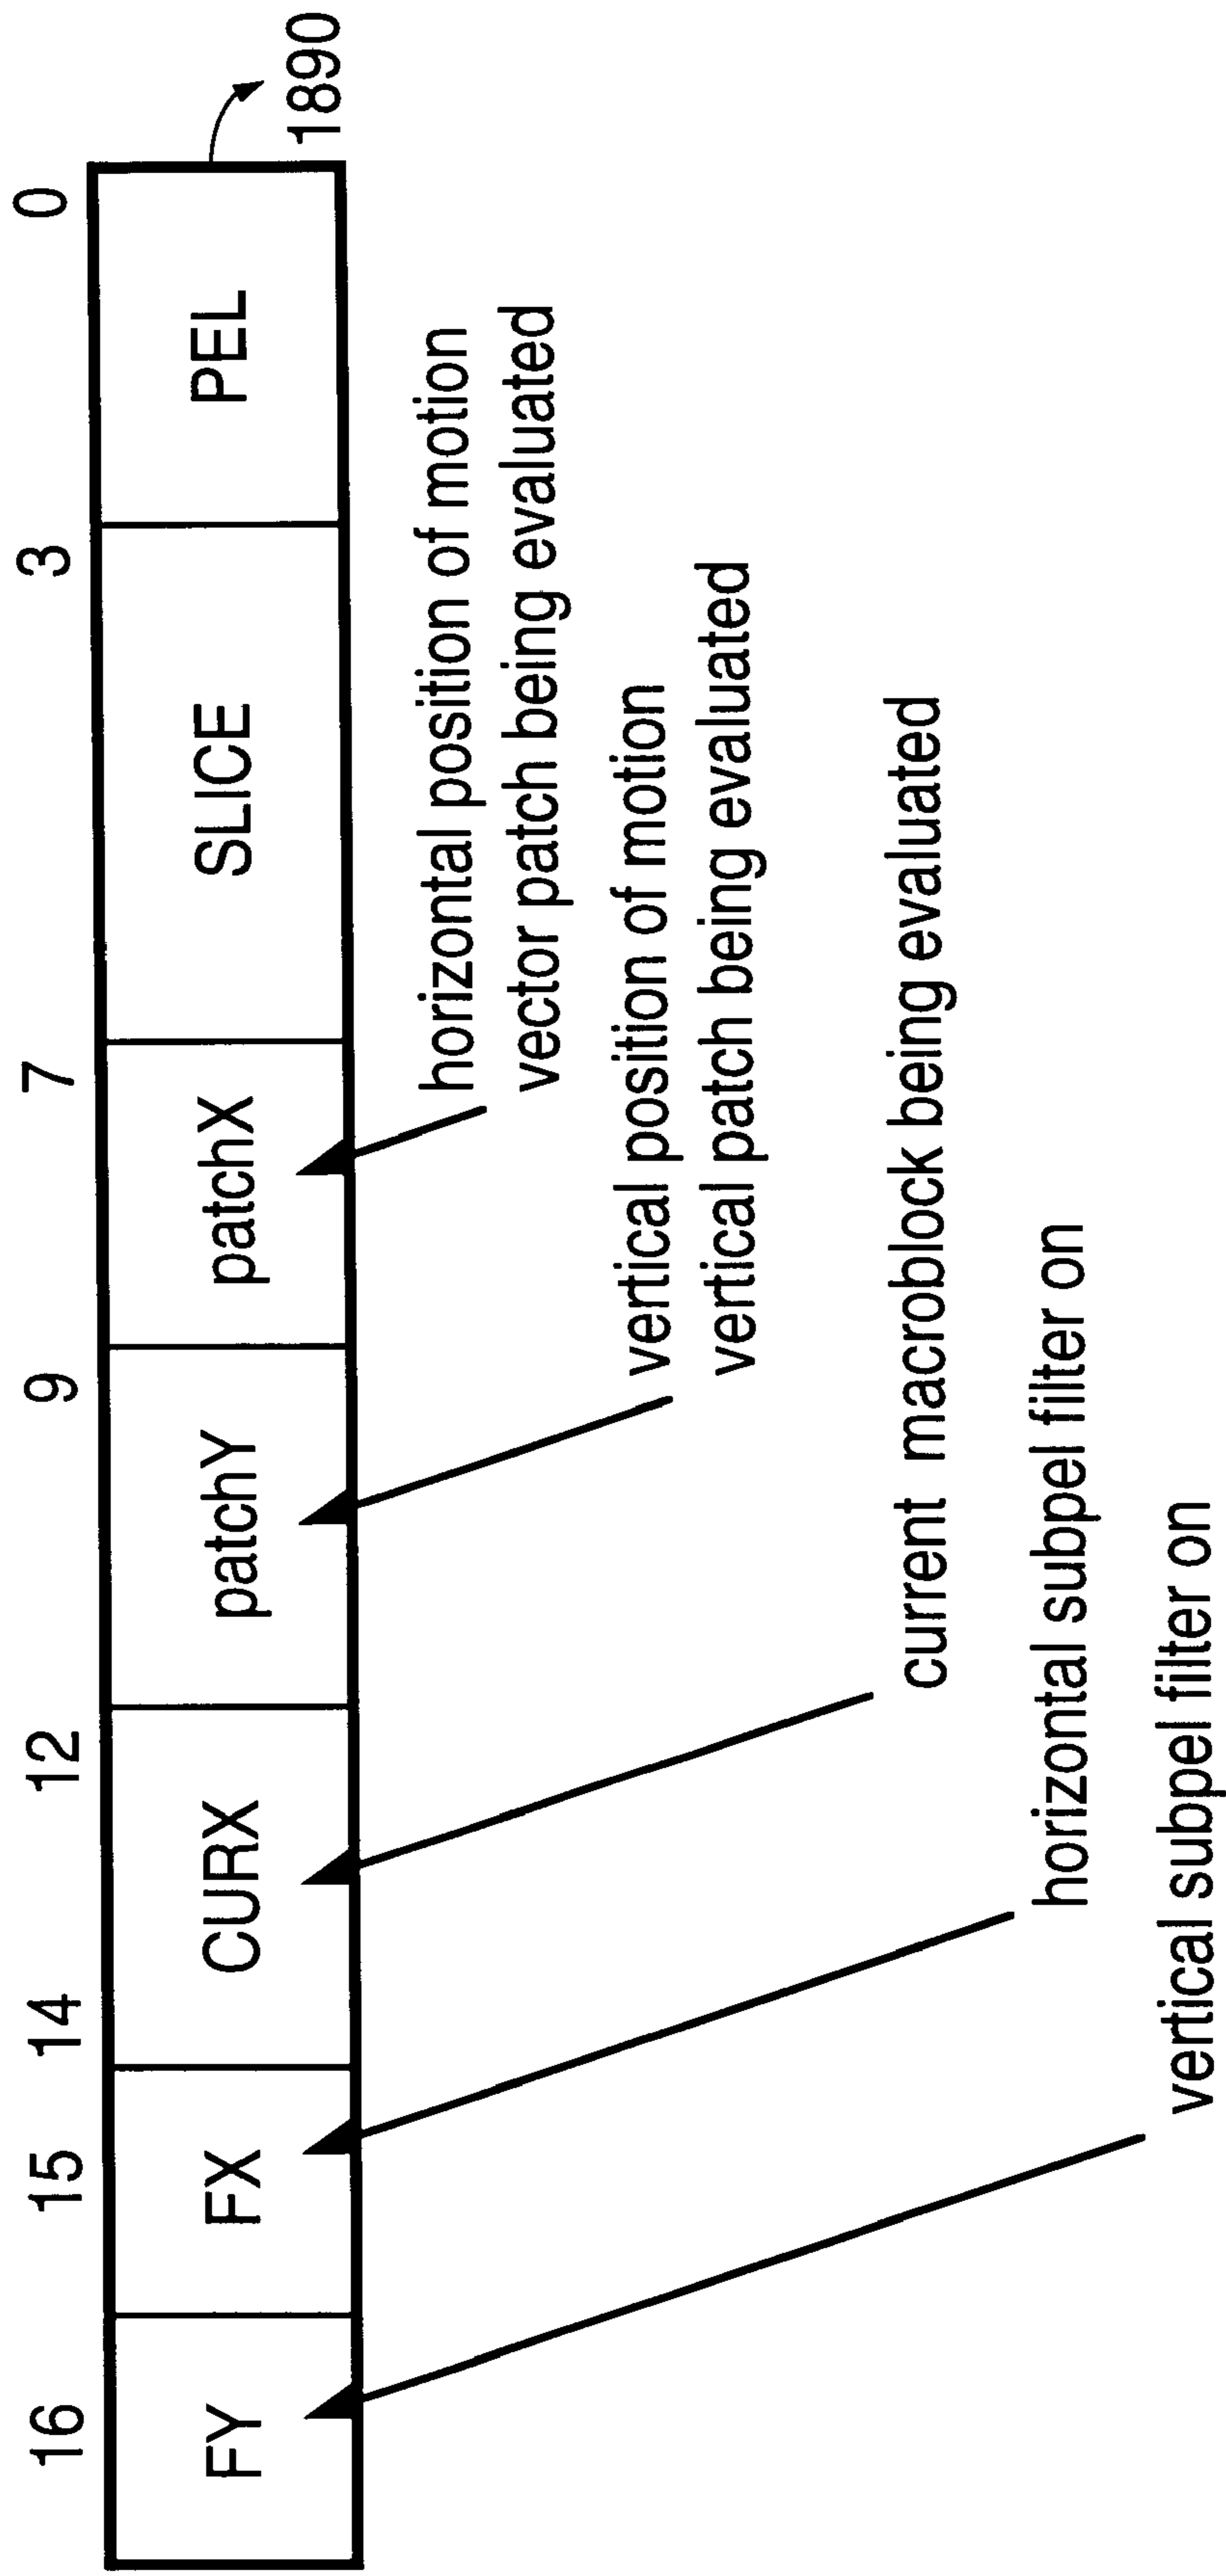 16 15 14 12 9 7 3 0
FY FX CURX patchY patchX SLICE PEL
1890
horizontal position of motion
vector patch being evaluated
vertical position of motion
vertical patch being evaluated
current macroblock being evaluated
horizontal subpel filter on
vertical subpel filter on